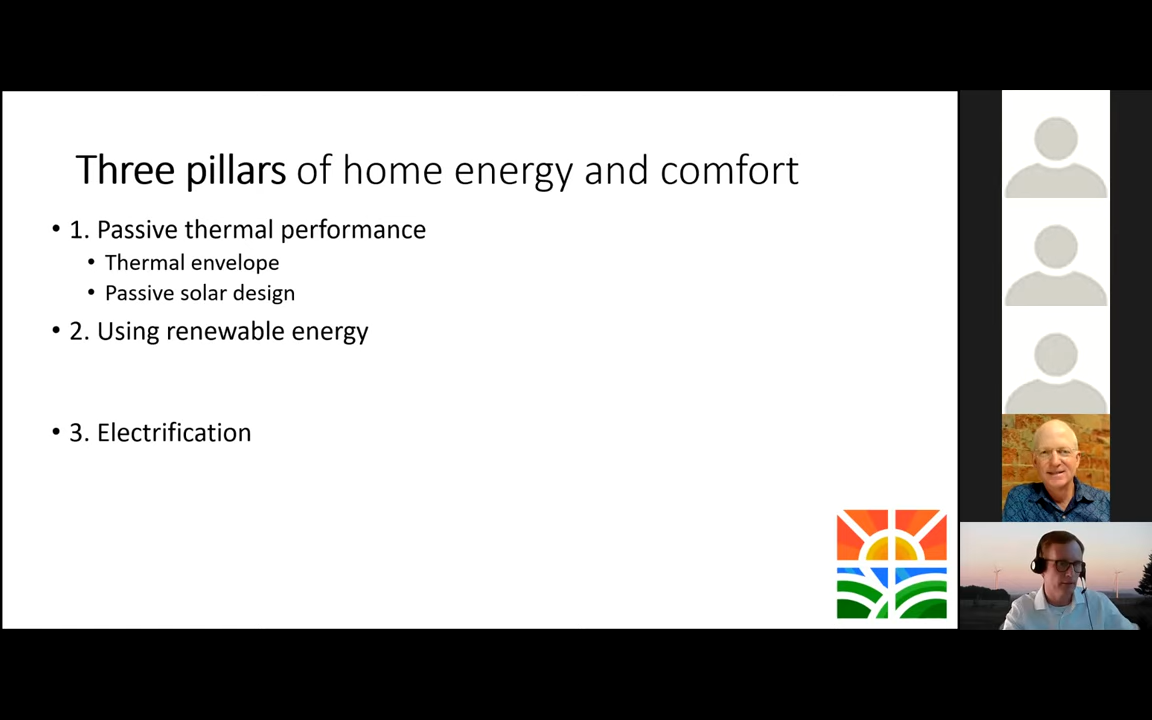 Three pillars of home energy and comfort
• 1. Passive thermal performance
• Thermal envelope
• Passive solar design
• 2. Using renewable energy
• 3. Electrification